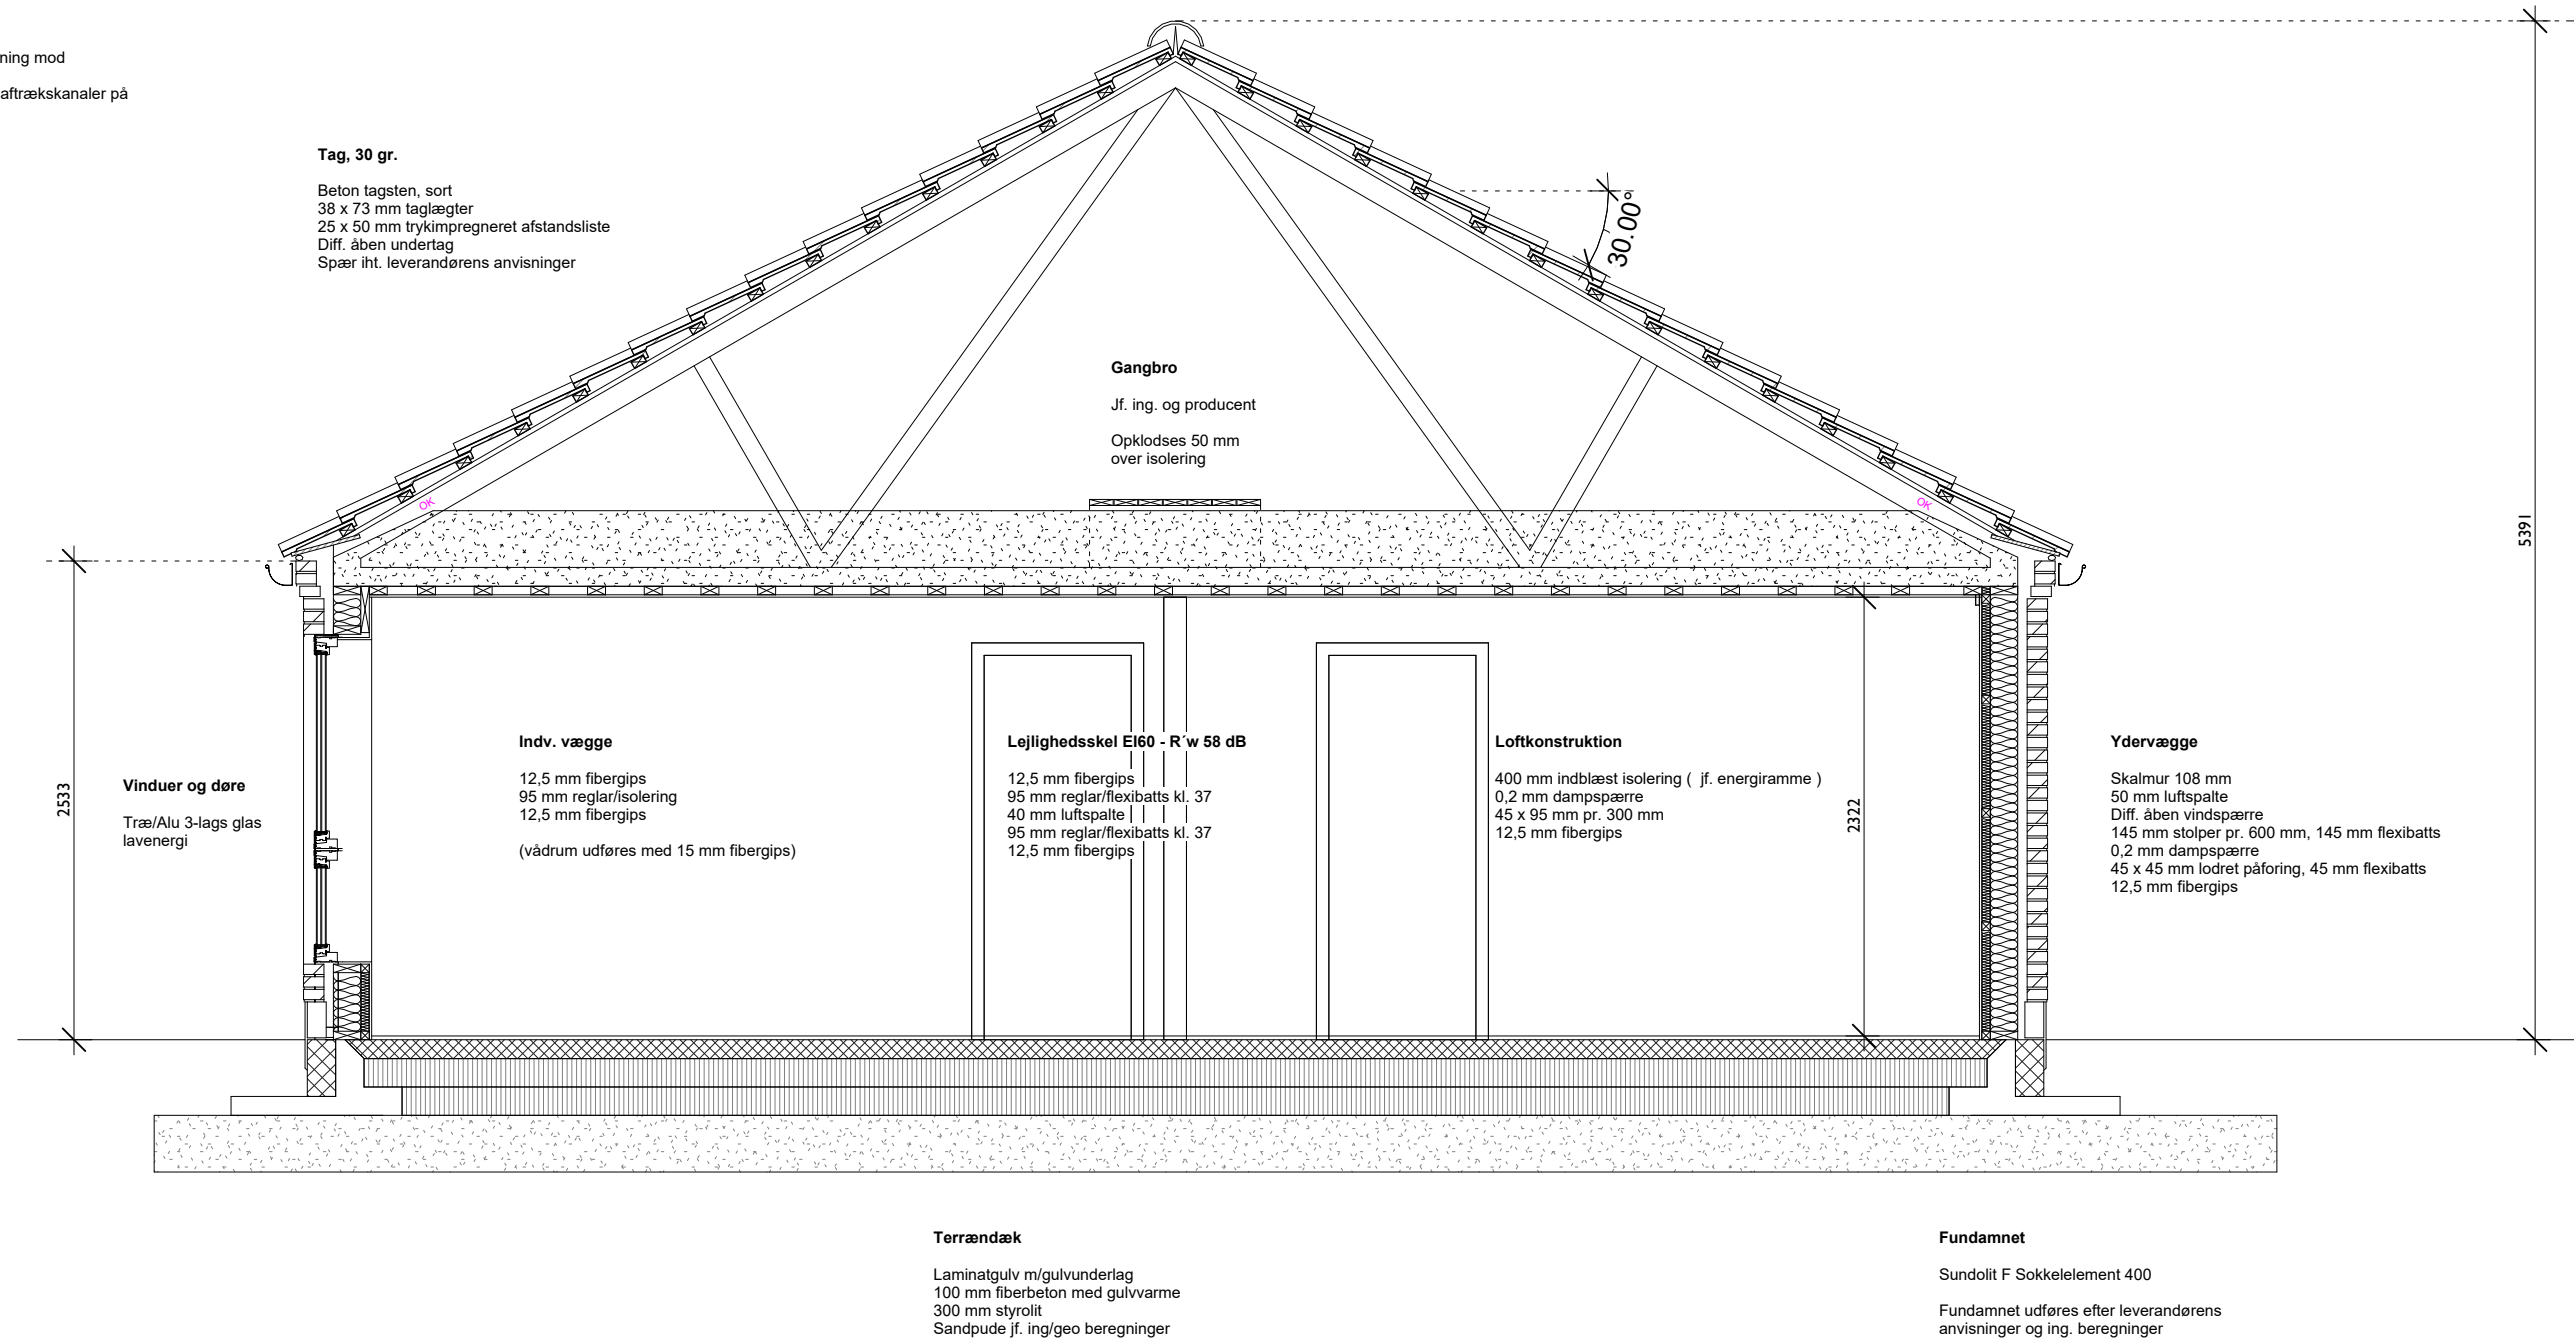 ning mod
aftrækskanaler på
Tag, 30 gr.
Beton tagsten, sort
38 x 73 mm taglægter
25 x 50 mm trykimpregneret afstandsliste
Diff. åben undertag
Spær iht. leverandørens anvisninger
30.00°
Gangbro
Jf. ing. og producent
Opklodses 50 mm
over isolering
OK
OK
5391
2533
Vinduer og døre
Træ/Alu 3-lags glas
lavenergi
Indv. vægge
12,5 mm fibergips
95 mm reglar/isolering
12,5 mm fibergips
(vådrum udføres med 15 mm fibergips)
Lejlighedsskel EI60 - R´w 58 dB
12,5 mm fibergips
95 mm reglar/flexibatts kl. 37
40 mm luftspalte
95 mm reglar/flexibatts kl. 37
12,5 mm fibergips
Loftkonstruktion
400 mm indblæst isolering ( jf. energiramme )
0,2 mm dampspærre
45 x 95 mm pr. 300 mm
12,5 mm fibergips
2322
Ydervægge
Skalmur 108 mm
50 mm luftspalte
Diff. åben vindspærre
145 mm stolper pr. 600 mm, 145 mm flexibatts
0,2 mm dampspærre
45 x 45 mm lodret påforing, 45 mm flexibatts
12,5 mm fibergips
Terrændæk
Laminatgulv m/gulvunderlag
100 mm fiberbeton med gulvvarme
300 mm styrolit
Sandpude jf. ing/geo beregninger
Fundamnet
Sundolit F Sokkelelement 400
Fundamnet udføres efter leverandørens
anvisninger og ing. beregninger